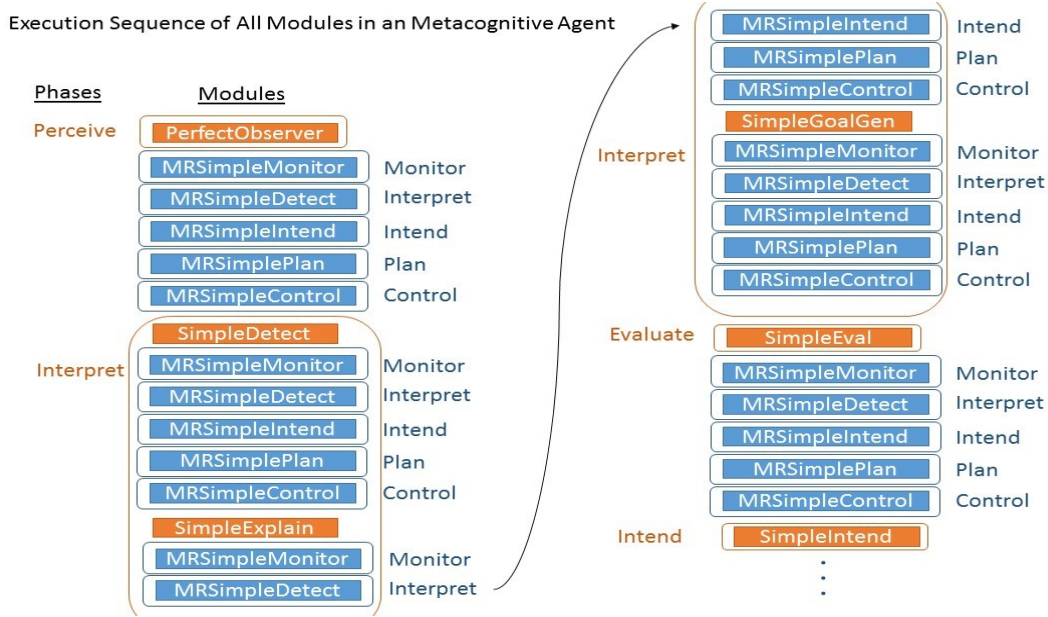 Execution Sequence of All Modules in an Metacognitive Agent
Phases Modules
Perceive PerfectObserver
MRSimpleMonitor Monitor
MRSimpleDetect Interpret
MRSimpleIntend Intend
MRSimplePlan Plan
MRSimpleControl Control
SimpleDetect
Interpret MRSimpleMonitor Monitor
MRSimpleDetect Interpret
MRSimpleIntend Intend
MRSimplePlan Plan
MRSimpleControl Control
SimpleExplain
MRSimpleMonitor Monitor
MRSimpleDetect Interpret
MRSimpleIntend Intend
MRSimplePlan Plan
MRSimpleControl Control
SimpleGoalGen
Interpret MRSimpleMonitor Monitor
MRSimpleDetect Interpret
MRSimpleIntend Intend
MRSimplePlan Plan
MRSimpleControl Control
Evaluate SimpleEval
MRSimpleMonitor Monitor
MRSimpleDetect Interpret
MRSimpleIntend Intend
MRSimplePlan Plan
MRSimpleControl Control
Intend SimpleIntend